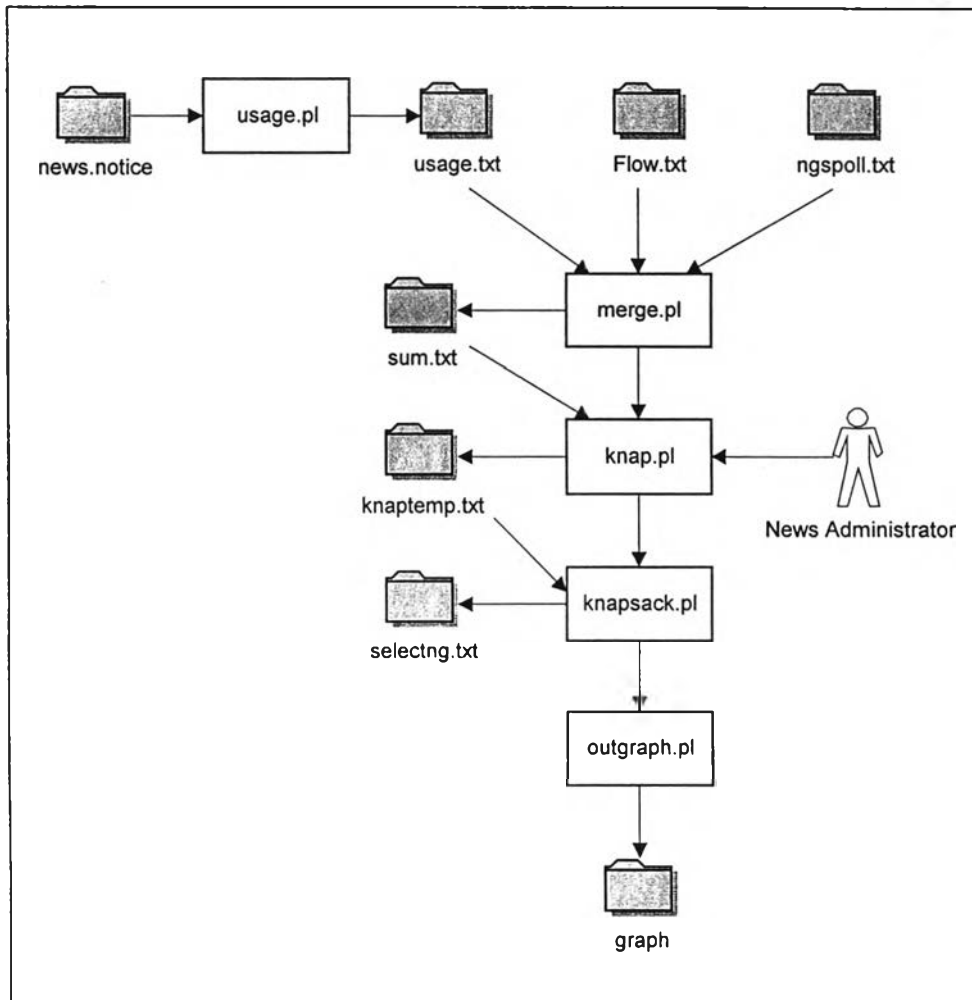 usage.pl
news.notice
usage.txt
Flow.txt
ngspoll.txt
merge.pl
sum.txt
knap.pl
knaptemp.txt
News Administrator
knapsack.pl
selectng.txt
outgraph.pl
graph